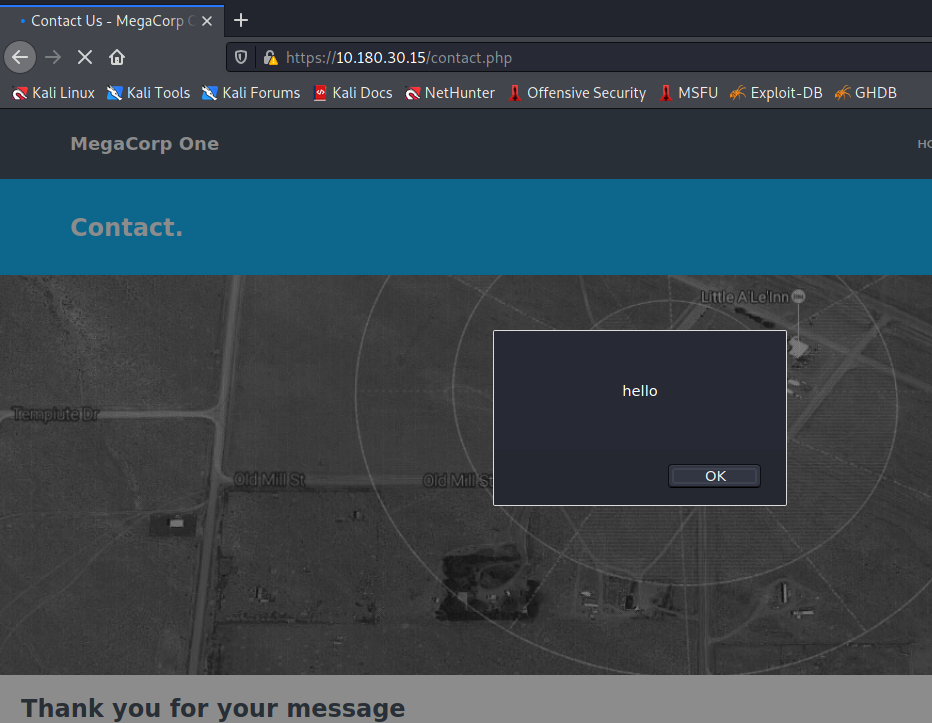 Contact Us - MegaCorp
https://10.180.30.15/contact.php
Kali Linux Kali Tools Kali Forums Kali Docs NetHunter Offensive Security MSFU Exploit-DB GHDB
MegaCorp One
Contact.
Little A'Le'Inn
hello
Tempiute Dr
Old Mill St Old Mill St
OK
Thank you for your message